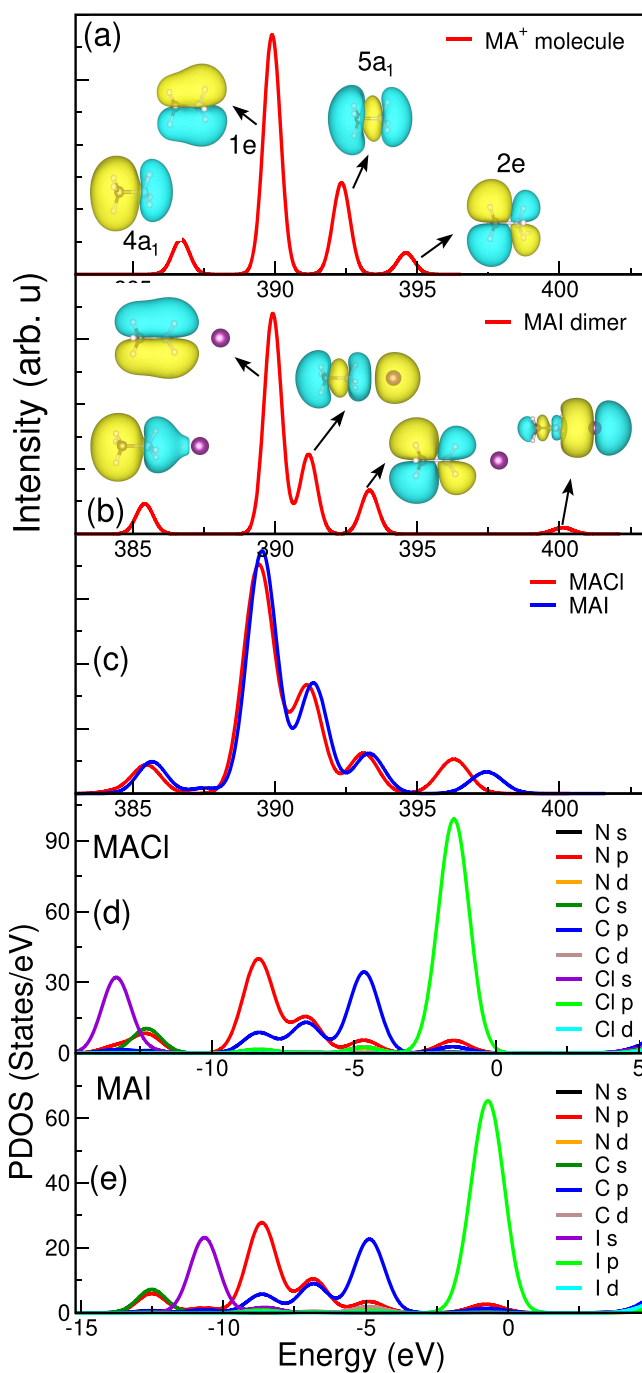 (a)
MA⁺ molecule
5a₁
1e
2e
4a₁
390
395
400
MAI dimer
(b)
385
390
395
400
Intensity (arb. u)
MACl
MAI
(c)
385
390
395
400
MACl
(d)
90
60
30
0
N s
N p
N d
C s
C p
C d
Cl s
Cl p
Cl d
-10
-5
0
5
MAI
(e)
60
40
20
0
N s
N p
N d
C s
C p
C d
I s
I p
I d
-15
-10
-5
0
PDOS (States/eV)
Energy (eV)